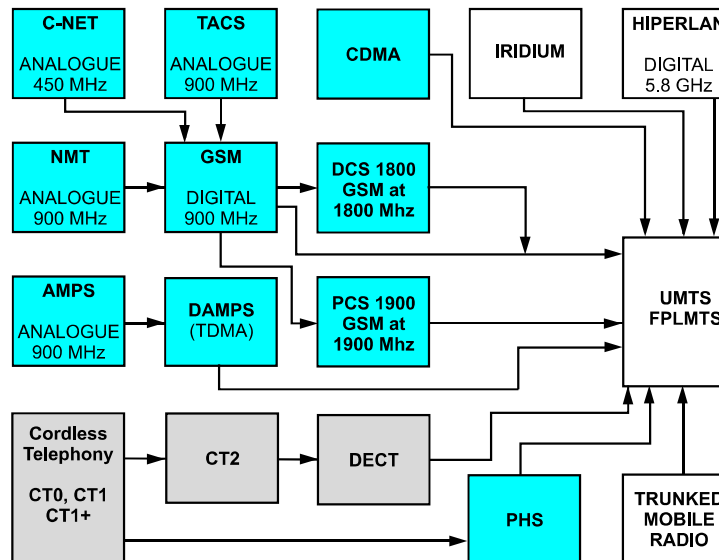 C-NET
ANALOGUE
450 MHz
TACS
ANALOGUE
900 MHz
CDMA
IRIDIUM
HIPERLAN
DIGITAL
5.8 GHz
NMT
ANALOGUE
900 MHz
GSM
DIGITAL
900 MHz
DCS 1800
GSM at
1800 Mhz
UMTS
FPLMTS
AMPS
ANALOGUE
900 MHz
DAMPS
(TDMA)
PCS 1900
GSM at
1900 Mhz
Cordless
Telephony
CT0, CT1
CT1+
CT2
DECT
PHS
TRUNKED
MOBILE
RADIO